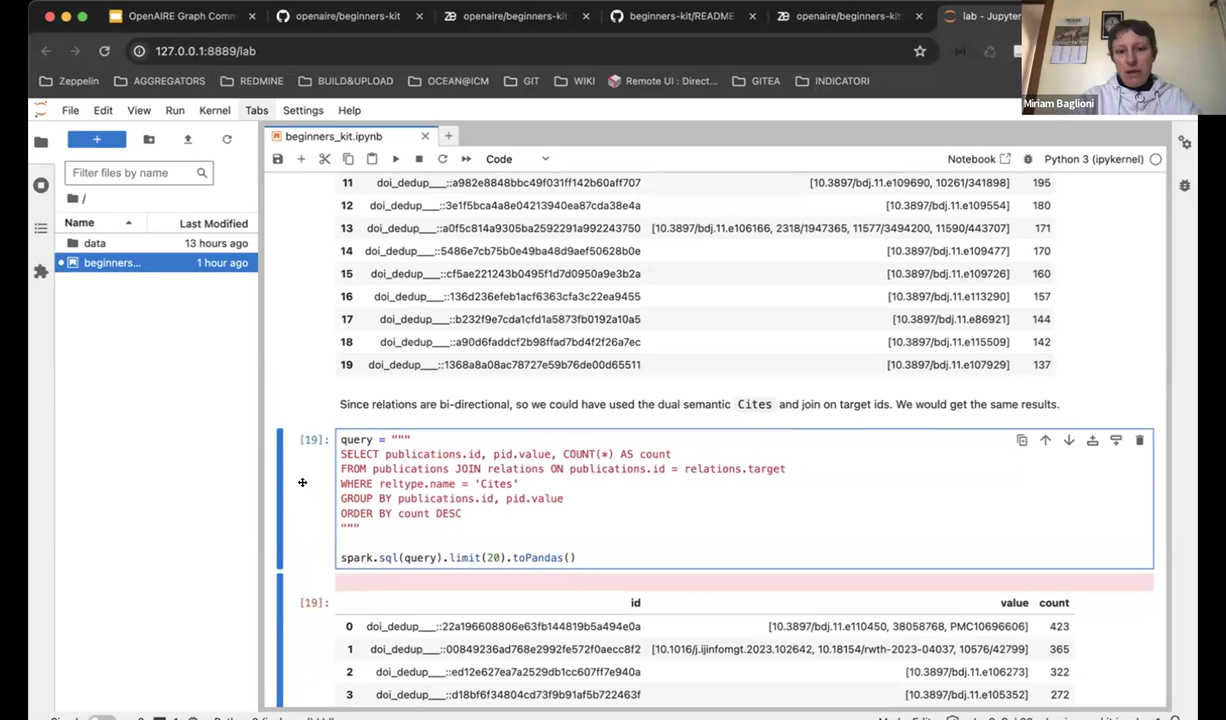 OpenAIRE Graph Comm
openaire/beginners-kit
openaire/beginners-kit
beginners-kit/README
openaire/beginners-kit
lab - Jupyter
127.0.0.1:8889/lab
Zeppelin
AGGREGATORS
REDMINE
BUILD&UPLOAD
OCEAN@ICM
GIT
WIKI
Remote UI : Direct...
GITEA
INDICATORI
Miriam Baglioni
File Edit View Run Kernel Tabs Settings Help
beginners_kit.ipynb
Code
Notebook
Python 3 (ipykernel)
Filter files by name
/
Name Last Modified
data 13 hours ago
beginners... 1 hour ago
11 doi_dedup___::a982e8848bbc49f031ff142b60aff707 [10.3897/bdj.11.e109690, 10261/341898] 195
12 doi_dedup___::3e1f5bca4a8e04213940ea87cda38e4a [10.3897/bdj.11.e109554] 180
13 doi_dedup___::a0f5c814a9305ba2592291a992243750 [10.3897/bdj.11.e106166, 2318/1947365, 11577/3494200, 11590/443707] 171
14 doi_dedup___::5486e7cb75b0e49ba48d9aef50628b0e [10.3897/bdj.11.e109477] 170
15 doi_dedup___::cf5ae221243b0495f1d7d0950a9e3b2a [10.3897/bdj.11.e109726] 160
16 doi_dedup___::136d236efeb1acf6363cfa3c22ea9455 [10.3897/bdj.11.e113290] 157
17 doi_dedup___::b232f9e7cda1cfd1a5873fb0192a10a5 [10.3897/bdj.11.e86921] 144
18 doi_dedup___::a90d6faddcf2b98ffad7bd4f2f26a7ec [10.3897/bdj.11.e115509] 142
19 doi_dedup___::1368a8a08ac78727e59b76de00d65511 [10.3897/bdj.11.e107929] 137
Since relations are bi-directional, so we could have used the dual semantic Cites and join on target ids. We would get the same results.
[19]:
query = """
SELECT publications.id, pid.value, COUNT(*) AS count
FROM publications JOIN relations ON publications.id = relations.target
WHERE reltype.name = 'Cites'
GROUP BY publications.id, pid.value
ORDER BY count DESC
"""
spark.sql(query).limit(20).toPandas()
[19]:
id value count
0 doi_dedup___::22a196608806e63fb144819b5a494e0a [10.3897/bdj.11.e110450, 38058768, PMC10696606] 423
1 doi_dedup___::00849236ad768e2992fe572f0aecc8f2 [10.1016/j.ijinfomgt.2023.102642, 10.18154/rwth-2023-04037, 10576/42799] 365
2 doi_dedup___::ed12e627ea7a2529db1cc607ff7e940a [10.3897/bdj.11.e106273] 322
3 doi_dedup___::d18bf6f34804cd73f9b91af5b722463f [10.3897/bdj.11.e105352] 272